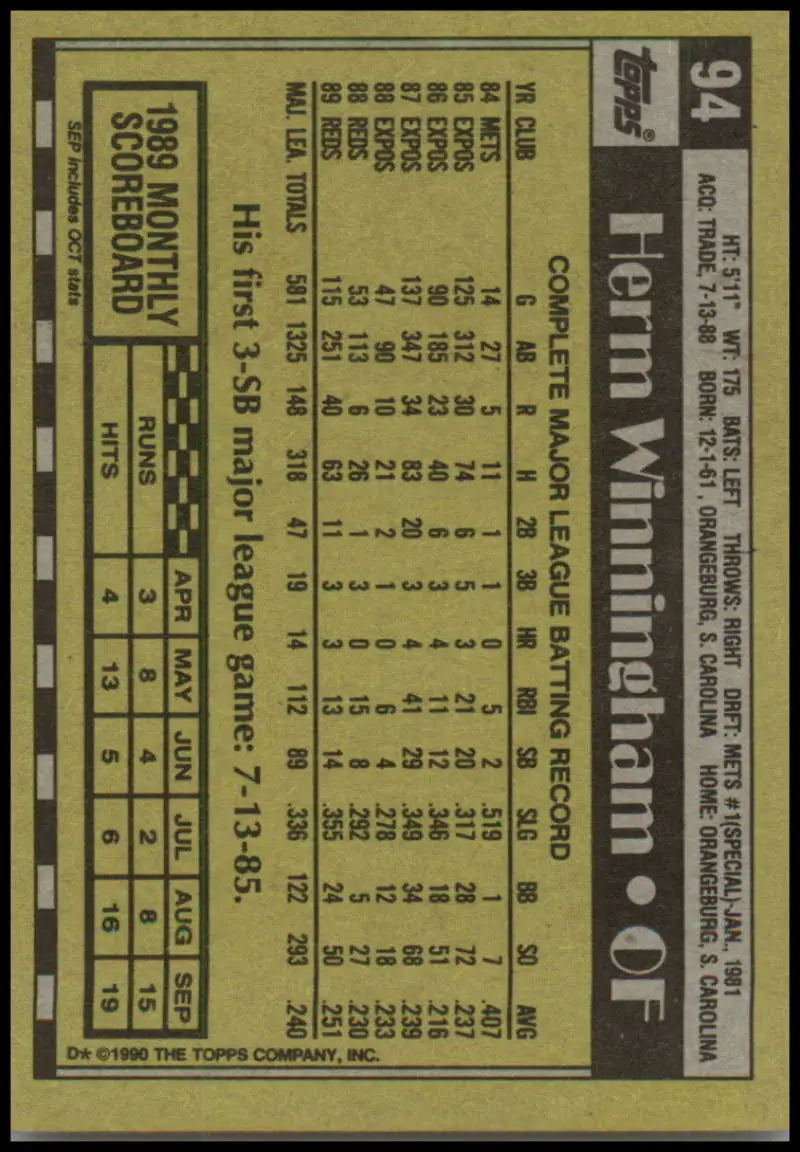 94
HT: 5'11" WT: 175 BATS: LEFT THROWS: RIGHT DRFT: METS #1(SPECIAL)-JAN., 1981
ACQ: TRADE, 7-13-88 BORN: 12-1-61, ORANGEBURG, S. CAROLINA HOME: ORANGEBURG, S. CAROLINA
TOPPS®
Herm Winningham • OF
COMPLETE MAJOR LEAGUE BATTING RECORD
YR CLUB G AB R H 2B 3B HR RBI SB SLG BB SO AVG
84 METS 14 27 5 11 1 1 0 5 2 .519 1 7 .407
85 EXPOS 125 312 30 74 6 5 3 21 20 .317 28 72 .237
86 EXPOS 90 185 23 40 6 3 4 11 12 .346 18 51 .216
87 EXPOS 137 347 34 83 20 3 4 41 29 .349 34 68 .239
88 EXPOS 47 90 10 21 2 1 0 6 4 .278 12 18 .233
88 REDS 53 113 6 26 1 3 0 15 8 .292 5 27 .230
89 REDS 115 251 40 63 11 3 3 13 14 .355 24 50 .251
MAJ. LEA. TOTALS 581 1325 148 318 47 19 14 112 89 .336 122 293 .240
His first 3-SB major league game: 7-13-85.
1989 MONTHLY
SCOREBOARD
APR MAY JUN JUL AUG SEP
RUNS 3 8 4 2 8 15
HITS 4 13 5 6 16 19
SEP includes OCT stats
D* ©1990 THE TOPPS COMPANY, INC.